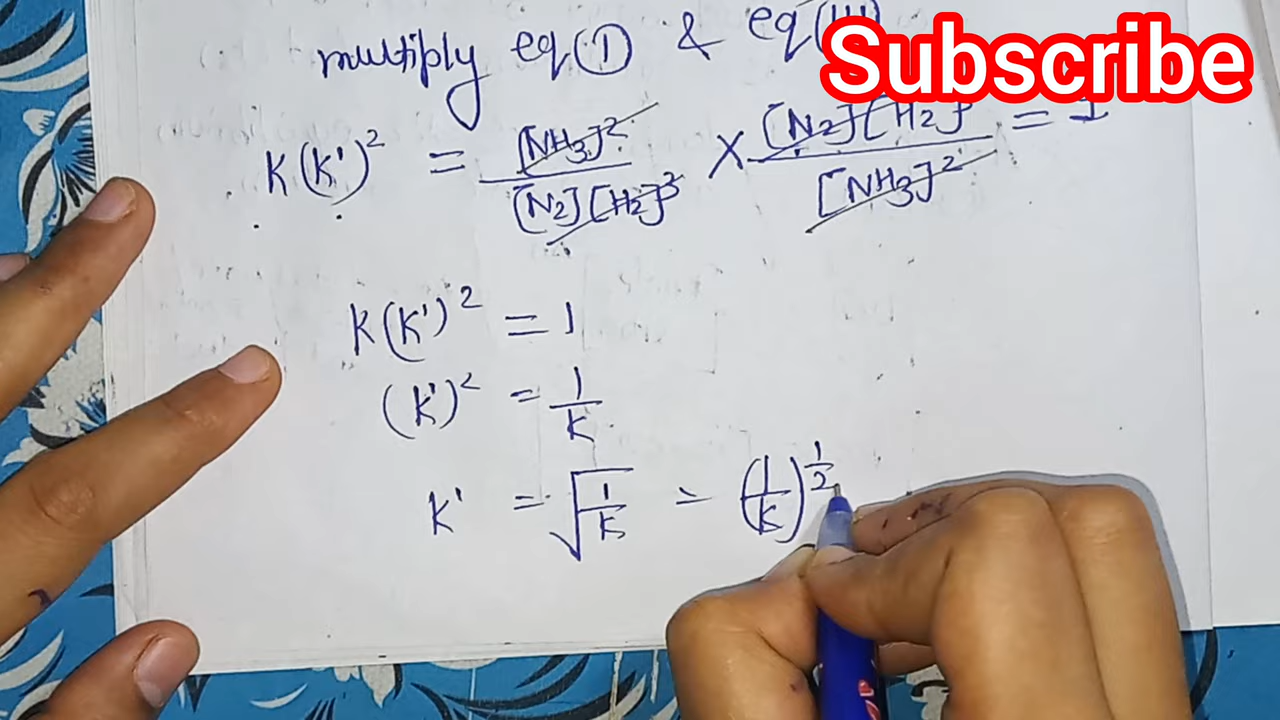 multiply eq(1) & eq(III)
Subscribe
K(K')² = [NH3]²/[N2][H2]³ × [N2][H2]³/[NH3]² = 1
K(K')² = 1
(K')² = 1/K
K' = √(1/K) = (1/K)^1/2